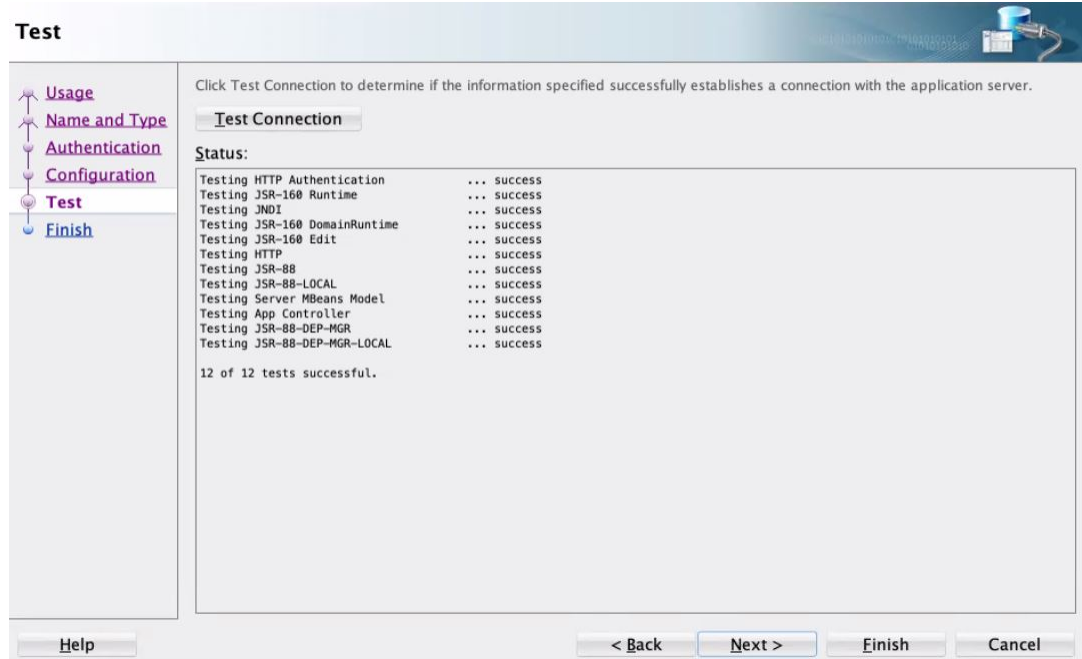 Test
Usage
Name and Type
Authentication
Configuration
Test
Finish
Click Test Connection to determine if the information specified successfully establishes a connection with the application server.
Test Connection
Status:
Testing HTTP Authentication ... success
Testing JSR-160 Runtime ... success
Testing JNDI ... success
Testing JSR-160 DomainRuntime ... success
Testing JSR-160 Edit ... success
Testing HTTP ... success
Testing JSR-88 ... success
Testing JSR-88-LOCAL ... success
Testing Server MBeans Model ... success
Testing App Controller ... success
Testing JSR-88-DEP-MGR ... success
Testing JSR-88-DEP-MGR-LOCAL ... success
12 of 12 tests successful.
Help
< Back
Next >
Finish
Cancel